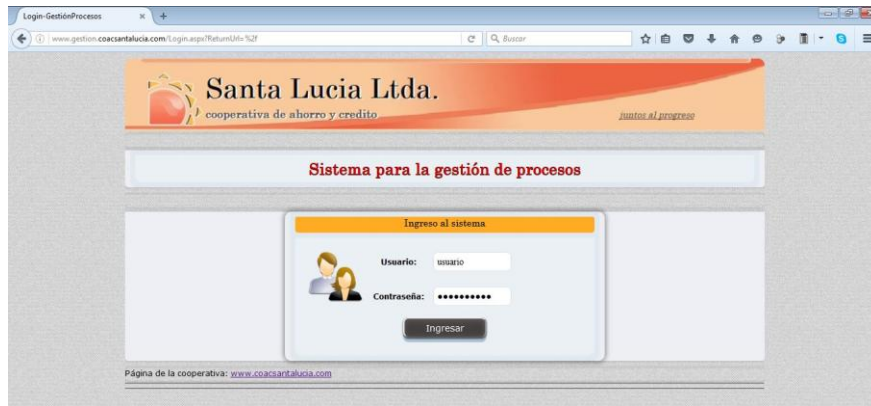 Login-GestiónProcesos
www.gestion.coacsantalucia.com/Login.aspx?ReturnUrl=%2f
Buscar
Santa Lucia Ltda.
cooperativa de ahorro y credito
juntos al progreso
Sistema para la gestión de procesos
Ingreso al sistema
Usuario: usuario
Contraseña: ••••••••••
Ingresar
Página de la cooperativa: www.coacsantalucia.com